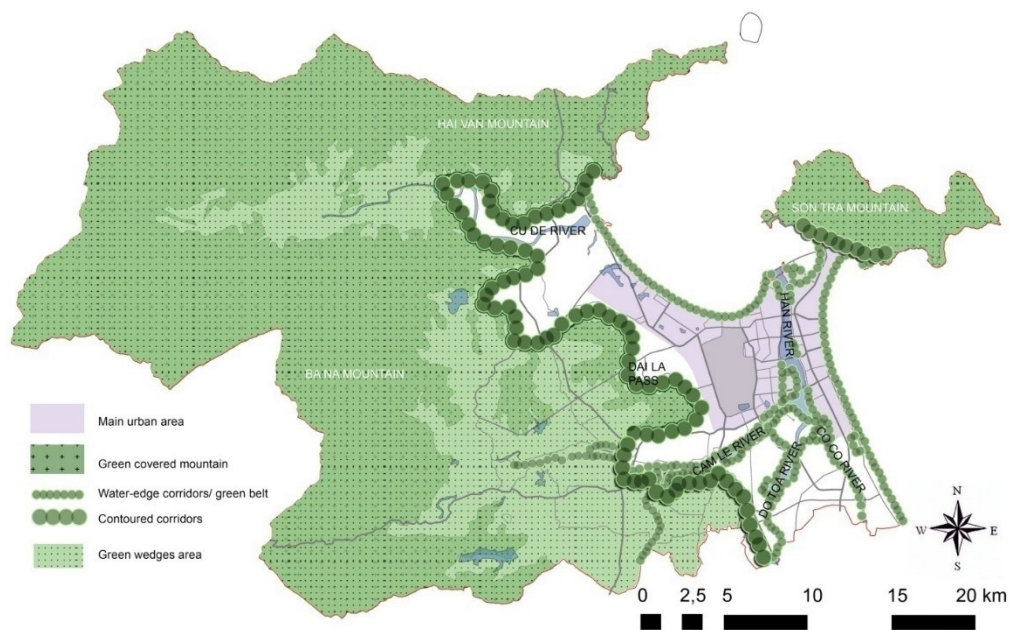 HAI VAN MOUNTAIN
SON TRA MOUNTAIN
CU DE RIVER
HAN RIVER
DAI LA
PASS
BA NA MOUNTAIN
CAM LE RIVER
CO CO RIVER
DO TOA RIVER
Main urban area
Green covered mountain
Water-edge corridors/ green belt
Contoured corridors
Green wedges area
N
W E
S
0 2,5 5 10 15 20 km